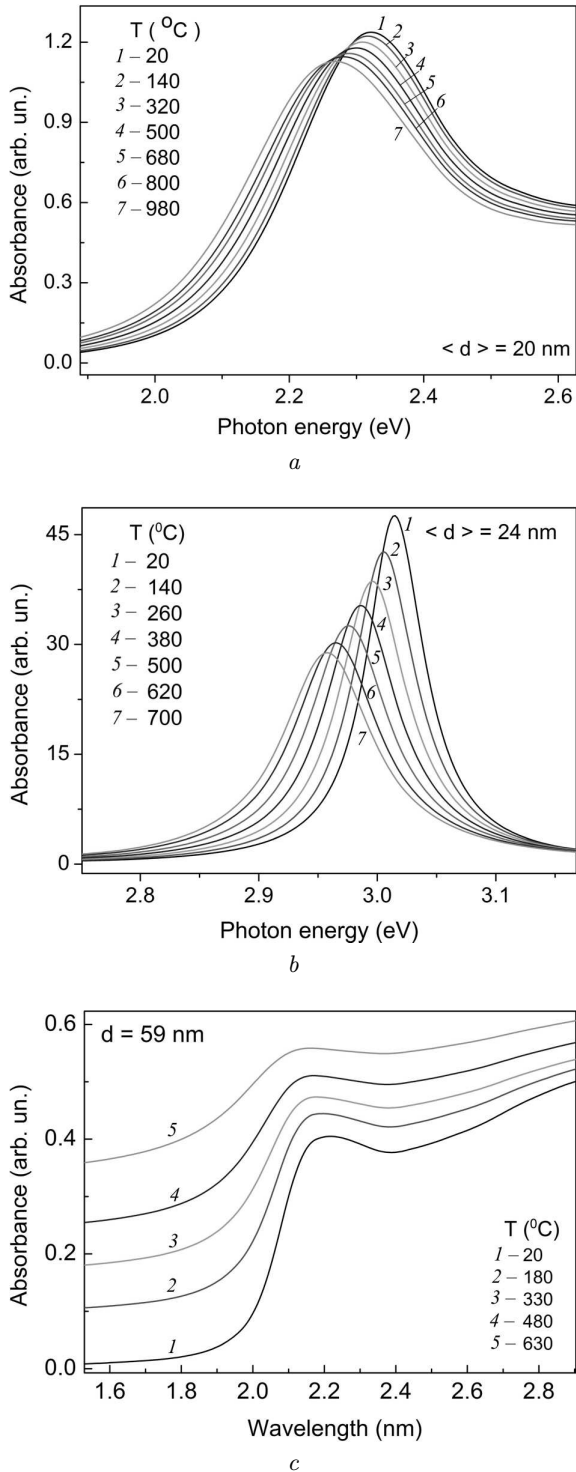 T (°C)
1 – 20
2 – 140
3 – 320
4 – 500
5 – 680
6 – 800
7 – 980
1
2
3
4
5
6
7
1.2
0.9
0.6
0.3
0.0
Absorbance (arb. un.)
< d > = 20 nm
2.0 2.2 2.4 2.6
Photon energy (eV)
a
T (⁰C)
1 – 20
2 – 140
3 – 260
4 – 380
5 – 500
6 – 620
7 – 700
< d > = 24 nm
1
2
3
4
5
6
7
45
30
15
0
Absorbance (arb. un.)
2.8 2.9 3.0 3.1
Photon energy (eV)
b
d = 59 nm
0.6
0.4
0.2
0.0
Absorbance (arb. un.)
5
4
3
2
1
T (⁰C)
1 – 20
2 – 180
3 – 330
4 – 480
5 – 630
1.6 1.8 2.0 2.2 2.4 2.6 2.8
Wavelength (nm)
c